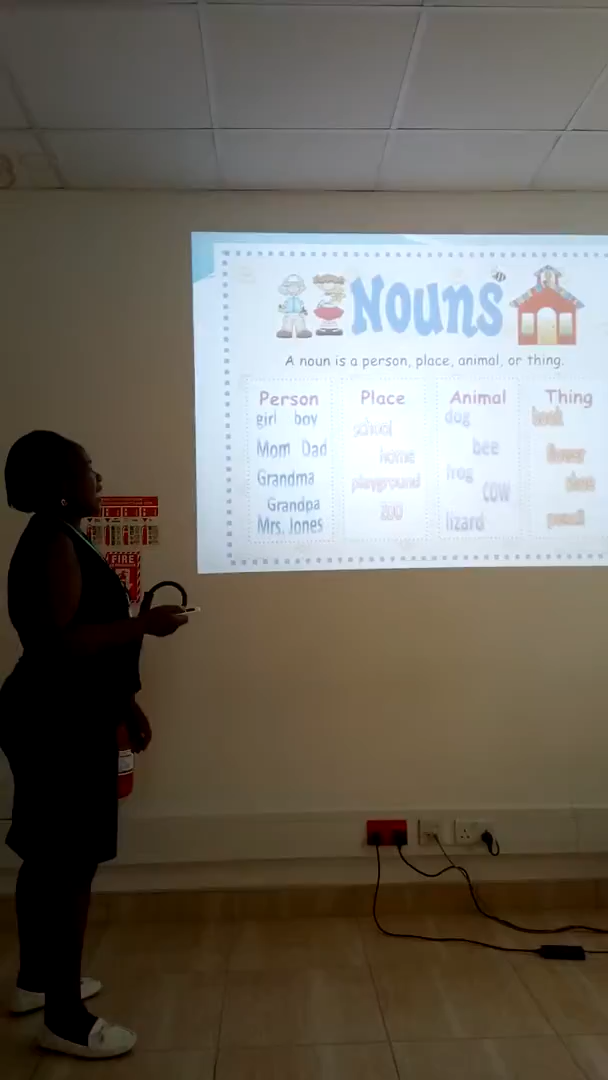 Nouns
A noun is a person, place, animal, or thing.
Person
girl boy
Mom Dad
Grandma
Grandpa
Mrs. Jones
Place
school
home
playground
zoo
Animal
dog
bee
frog
cow
lizard
Thing
book
flower
shoe
pencil
FIRE